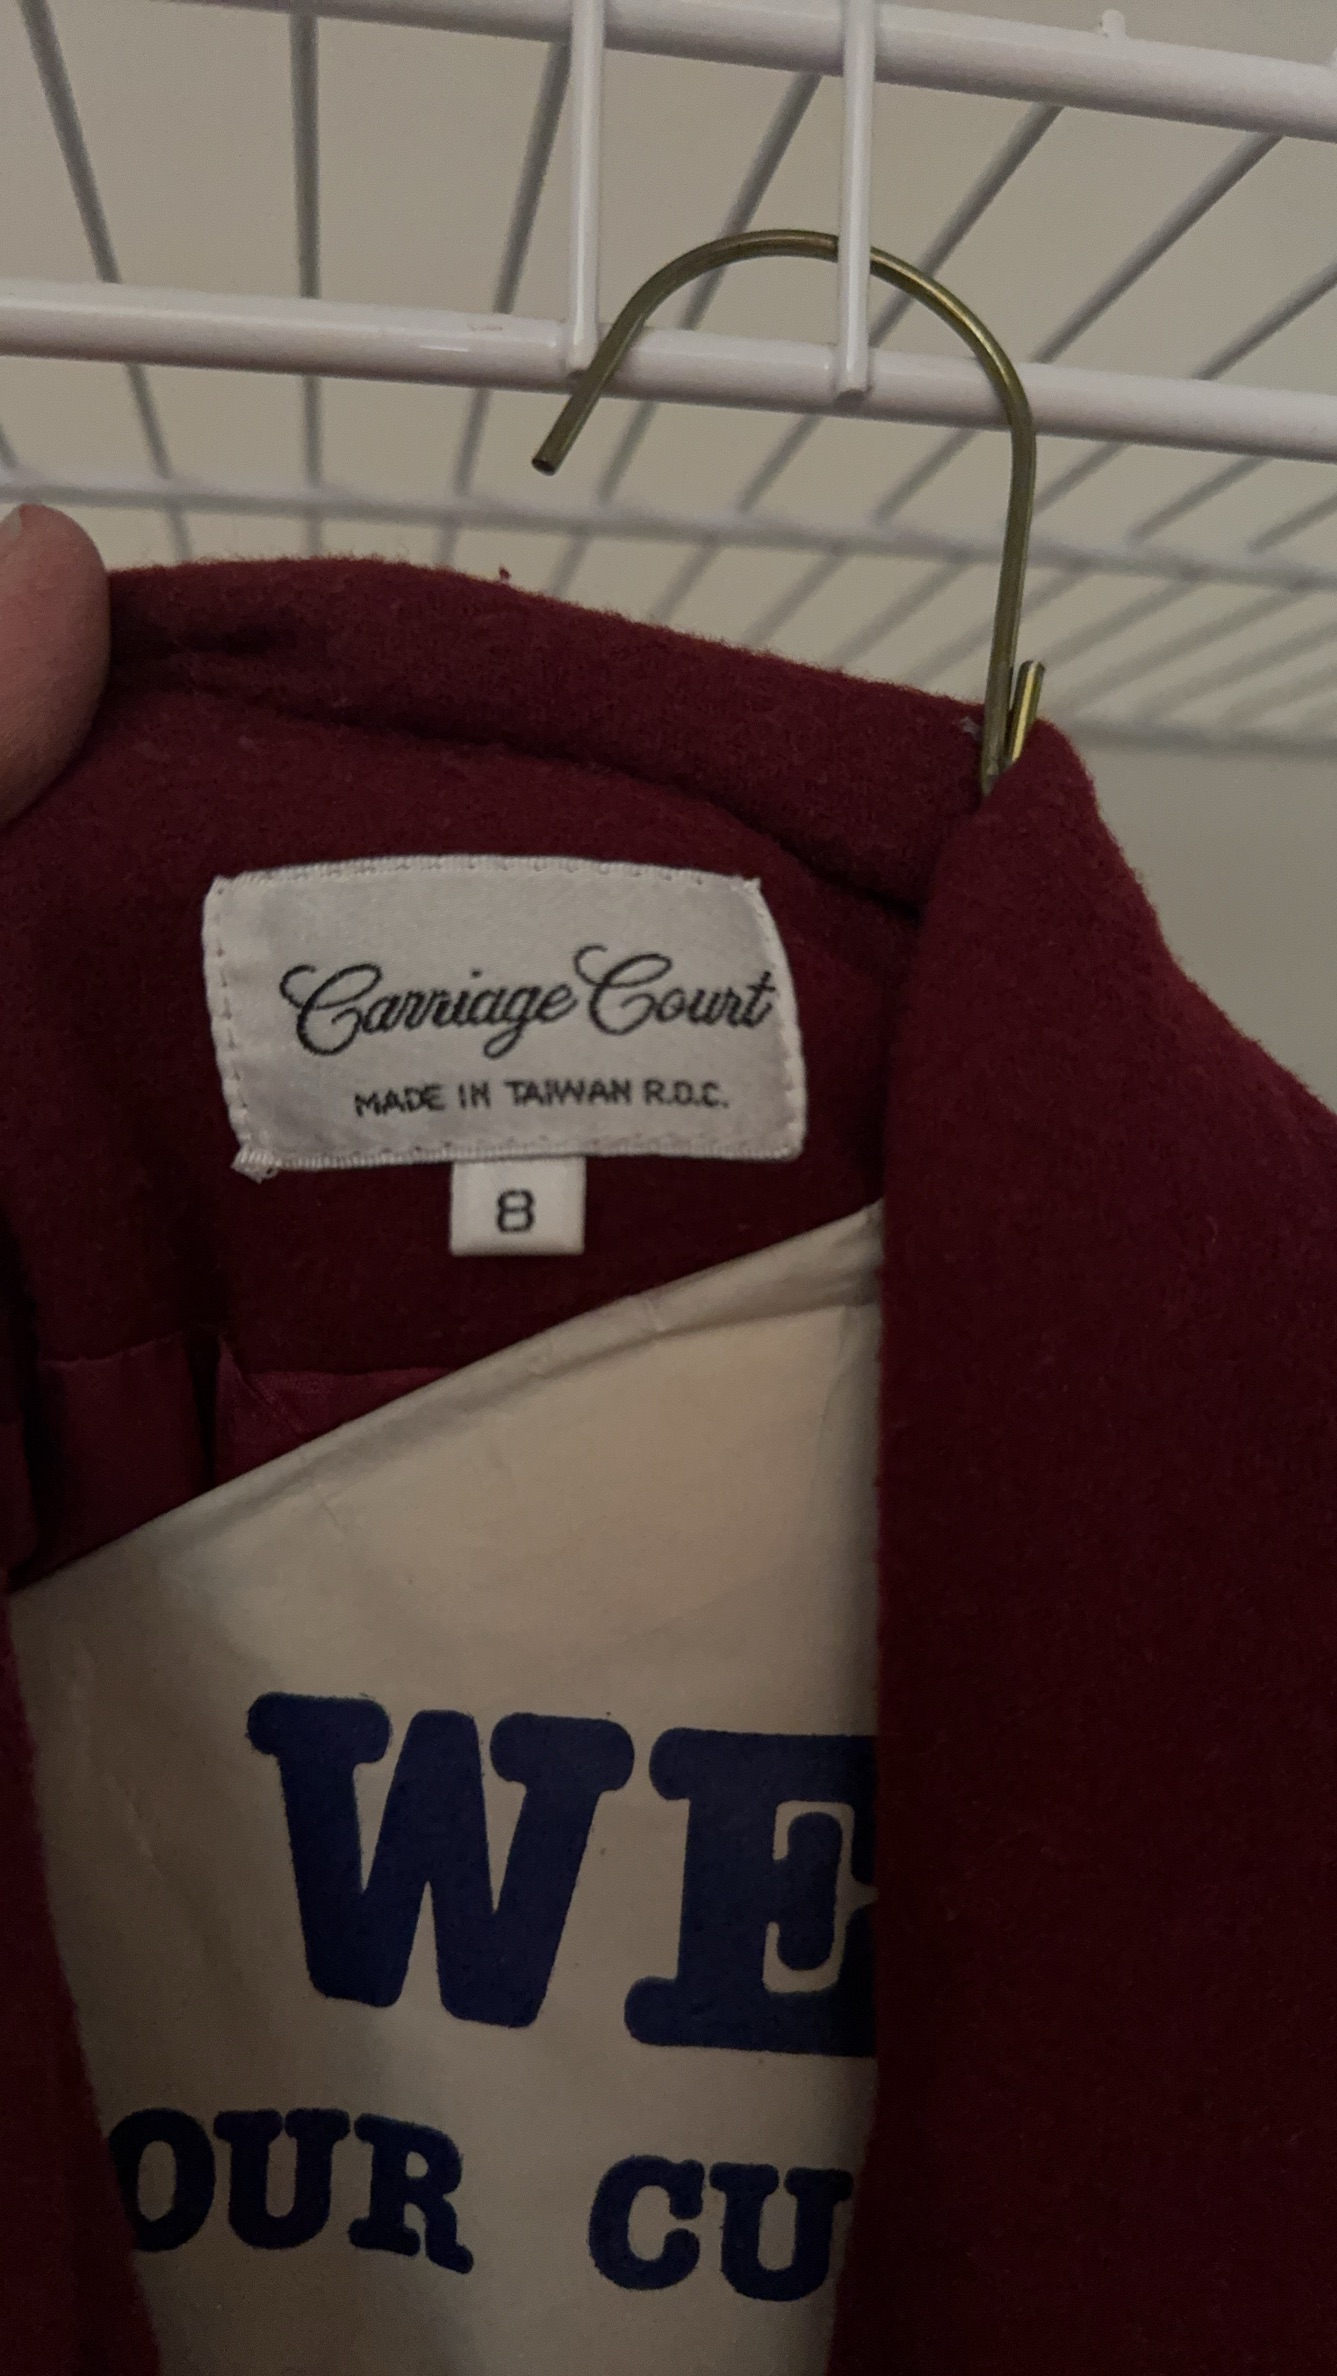 Carriage Court
MADE IN TAIWAN R.O.C.
8
WE
OUR CU